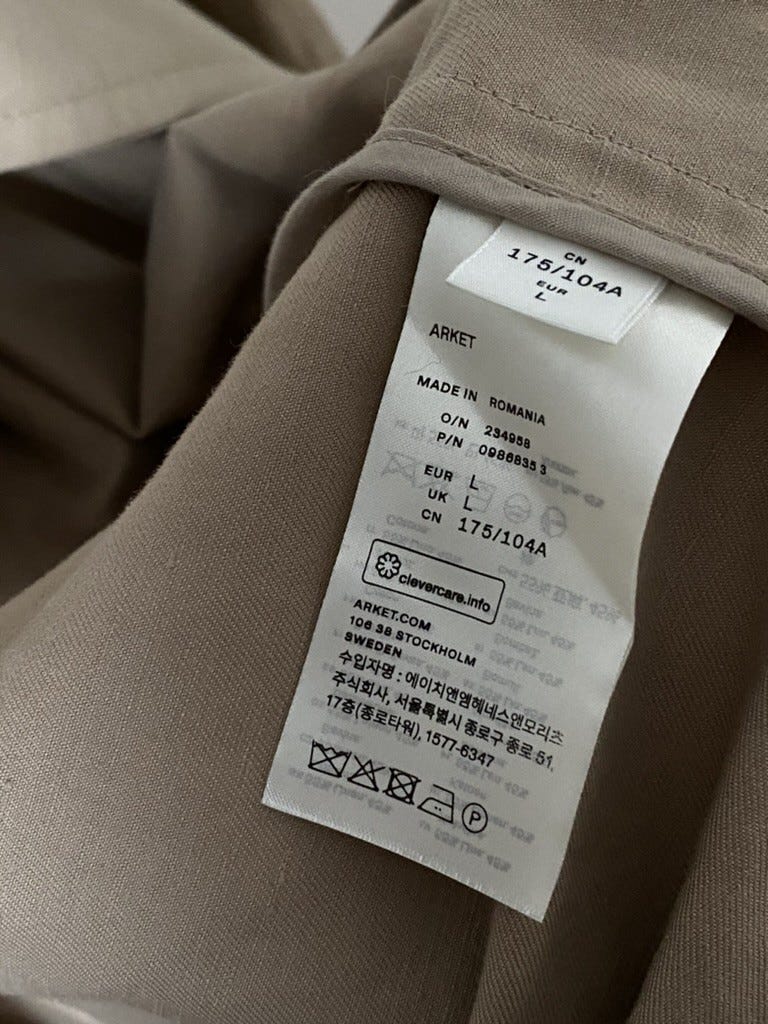 CN
175/104A
EUR
L
ARKET
MADE IN ROMANIA
O/N 234958
P/N 0986835 3
EUR L
UK L
CN 175/104A
clevercare.info
ARKET.COM
106 38 STOCKHOLM
SWEDEN
수입자명 : 에이치앤엠헤네스앤모리츠
주식회사, 서울특별시 종로구 종로 51,
17층(종로타워), 1577-6347
P